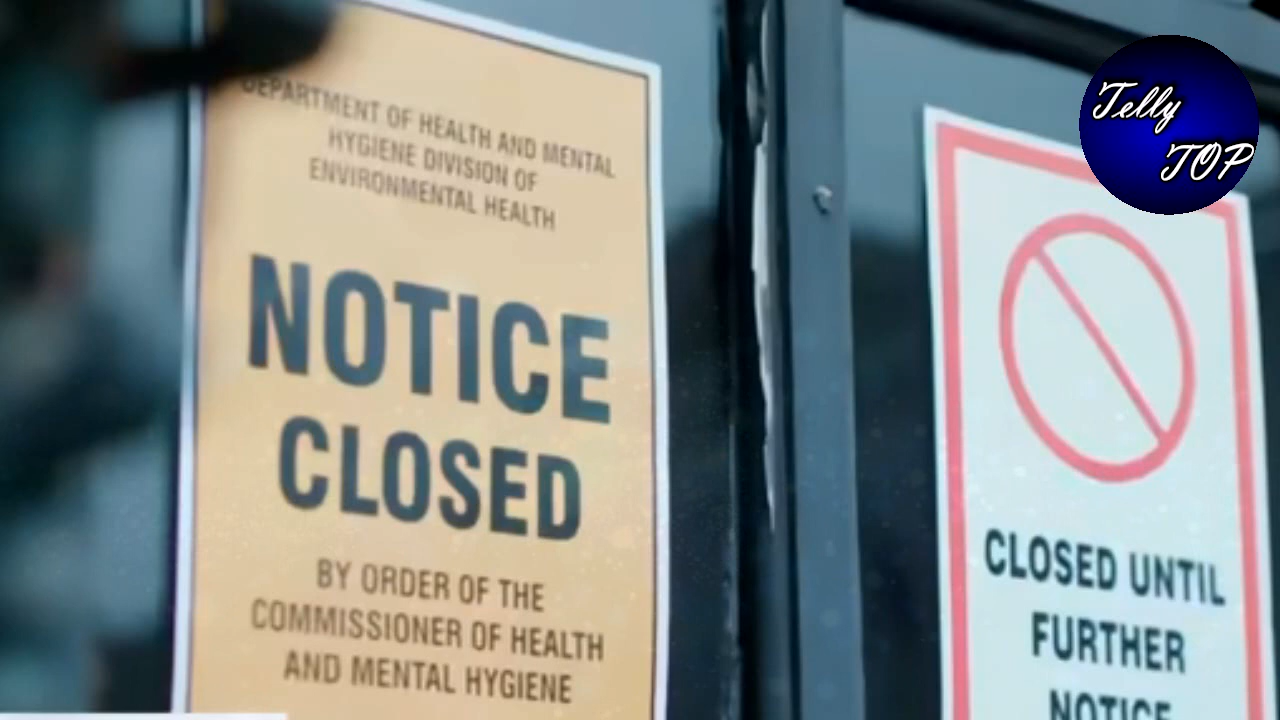 DEPARTMENT OF HEALTH AND MENTAL
HYGIENE DIVISION OF
ENVIRONMENTAL HEALTH
NOTICE
CLOSED
BY ORDER OF THE
COMMISSIONER OF HEALTH
AND MENTAL HYGIENE
CLOSED UNTIL
FURTHER
NOTICE
Telly
TOP